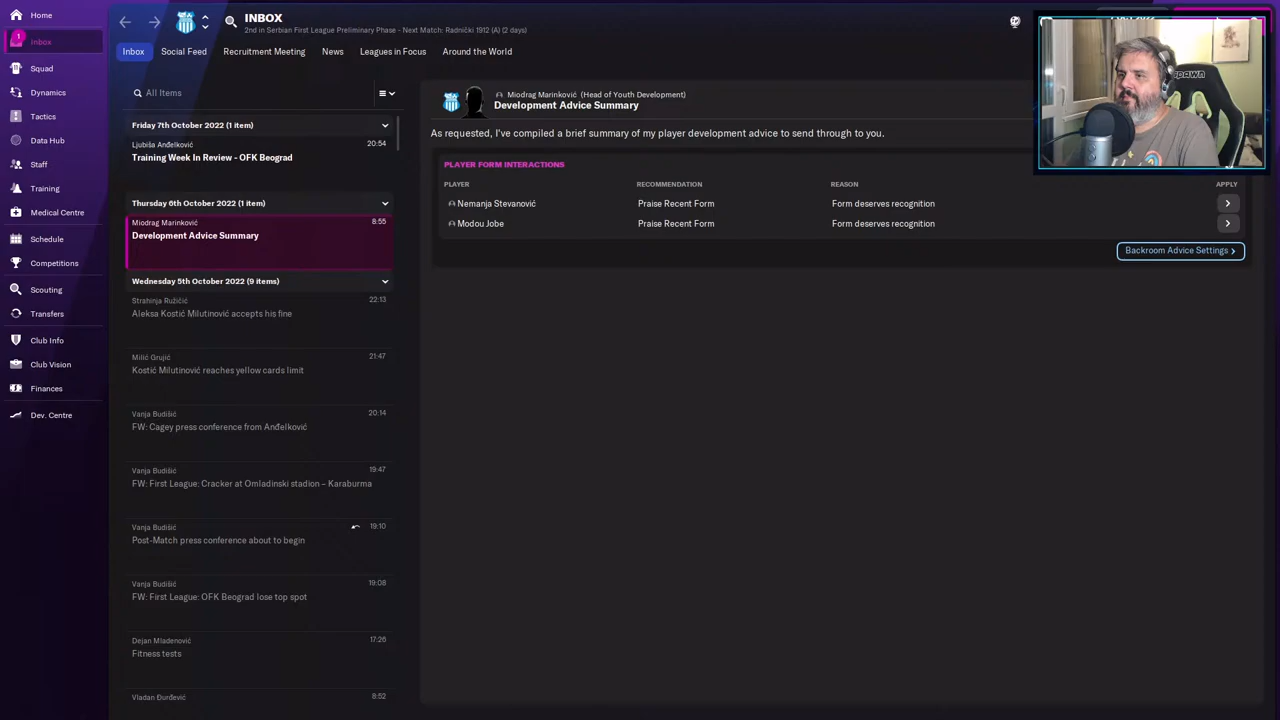 Home
1
Inbox
Squad
Dynamics
Tactics
Data Hub
Staff
Training
Medical Centre
Schedule
Competitions
Scouting
Transfers
Club Info
Club Vision
Finances
Dev. Centre
INBOX
2nd in Serbian First League Preliminary Phase - Next Match: Radnički 1912 (A) (2 days)
Inbox
Social Feed
Recruitment Meeting
News
Leagues in Focus
Around the World
All Items
Friday 7th October 2022 (1 item)
Ljubiša Anđelković 20:54
Training Week In Review - OFK Beograd
Thursday 6th October 2022 (1 item)
Miodrag Marinković 8:55
Development Advice Summary
Wednesday 5th October 2022 (9 items)
Strahinja Ružičić 22:13
Aleksa Kostić Milutinović accepts his fine
Milić Grujić 21:47
Kostić Milutinović reaches yellow cards limit
Vanja Budišić 20:14
FW: Cagey press conference from Anđelković
Vanja Budišić 19:47
FW: First League: Cracker at Omladinski stadion – Karaburma
Vanja Budišić 19:10
Post-Match press conference about to begin
Vanja Budišić 19:08
FW: First League: OFK Beograd lose top spot
Dejan Mladenović 17:26
Fitness tests
Vladan Đurđević 8:52
Miodrag Marinković (Head of Youth Development)
Development Advice Summary
As requested, I've compiled a brief summary of my player development advice to send through to you.
PLAYER FORM INTERACTIONS
PLAYER RECOMMENDATION REASON APPLY
Nemanja Stevanović Praise Recent Form Form deserves recognition
Modou Jobe Praise Recent Form Form deserves recognition
Backroom Advice Settings
spawn